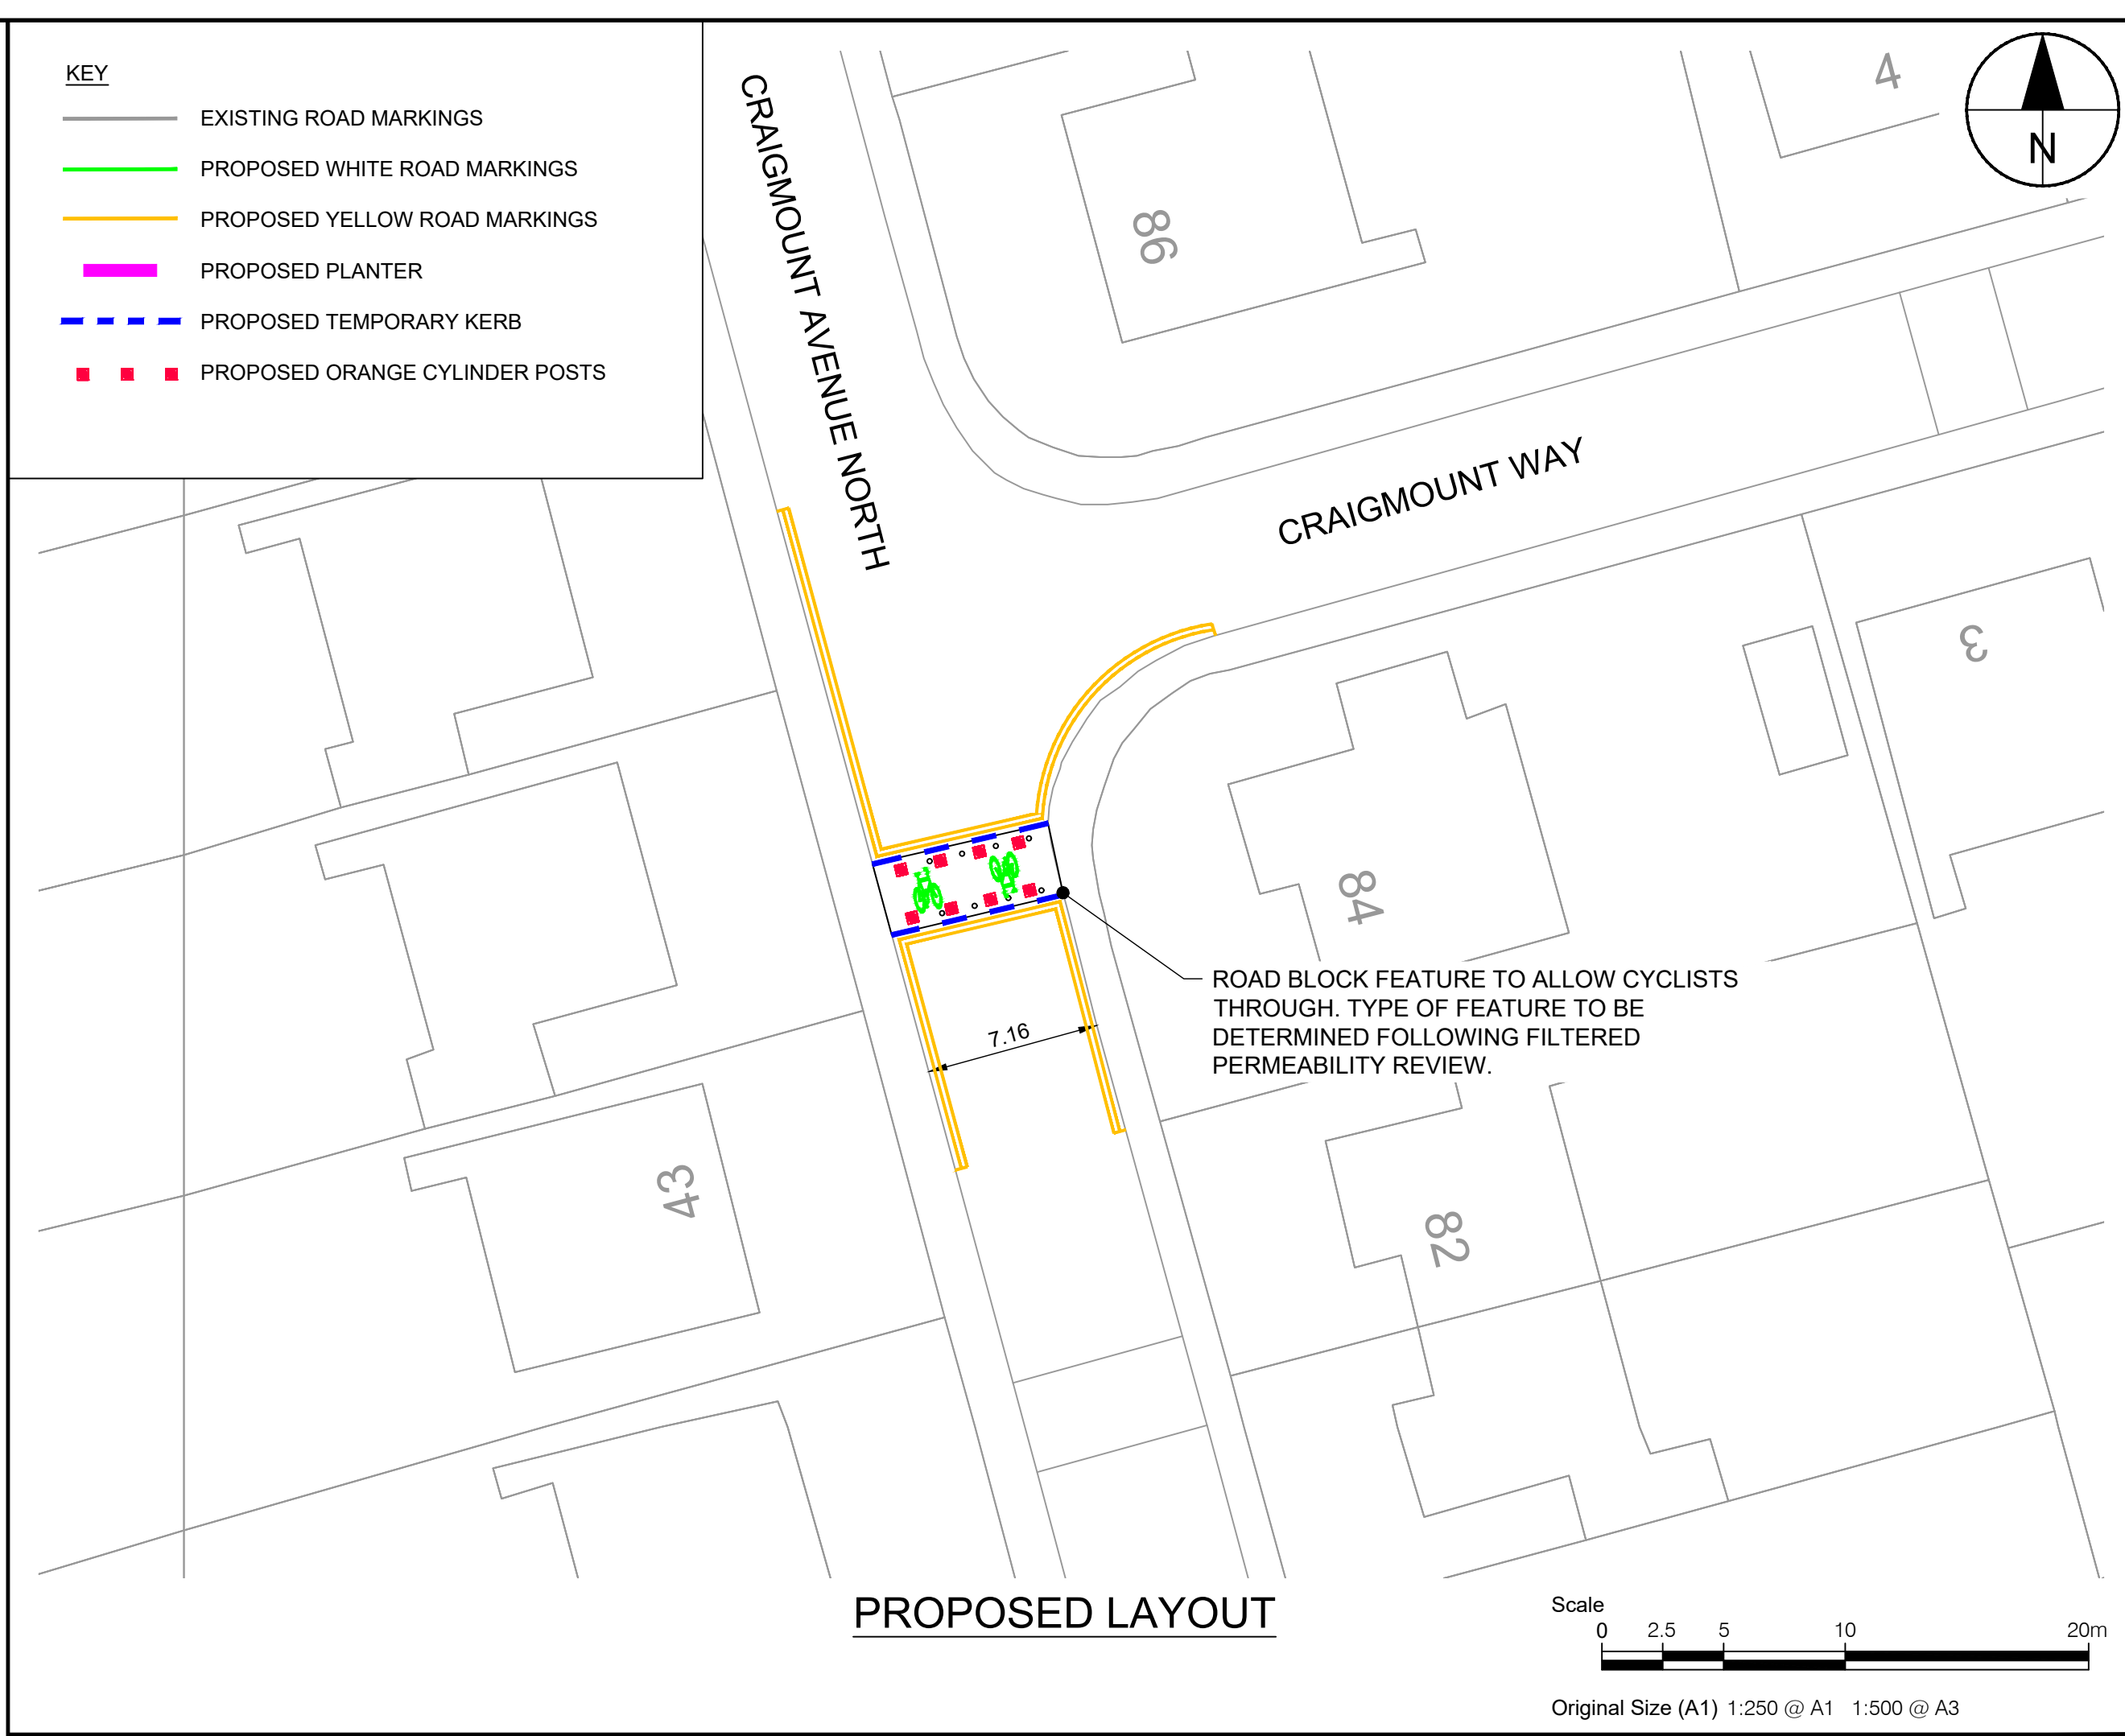 KEY
EXISTING ROAD MARKINGS
PROPOSED WHITE ROAD MARKINGS
PROPOSED YELLOW ROAD MARKINGS
PROPOSED PLANTER
PROPOSED TEMPORARY KERB
PROPOSED ORANGE CYLINDER POSTS
CRAIGMOUNT AVENUE NORTH
86
4
N
CRAIGMOUNT WAY
3
84
ROAD BLOCK FEATURE TO ALLOW CYCLISTS
THROUGH. TYPE OF FEATURE TO BE
DETERMINED FOLLOWING FILTERED
PERMEABILITY REVIEW.
7.16
43
82
PROPOSED LAYOUT
Scale
0 2.5 5 10 20m
Original Size (A1) 1:250 @ A1 1:500 @ A3